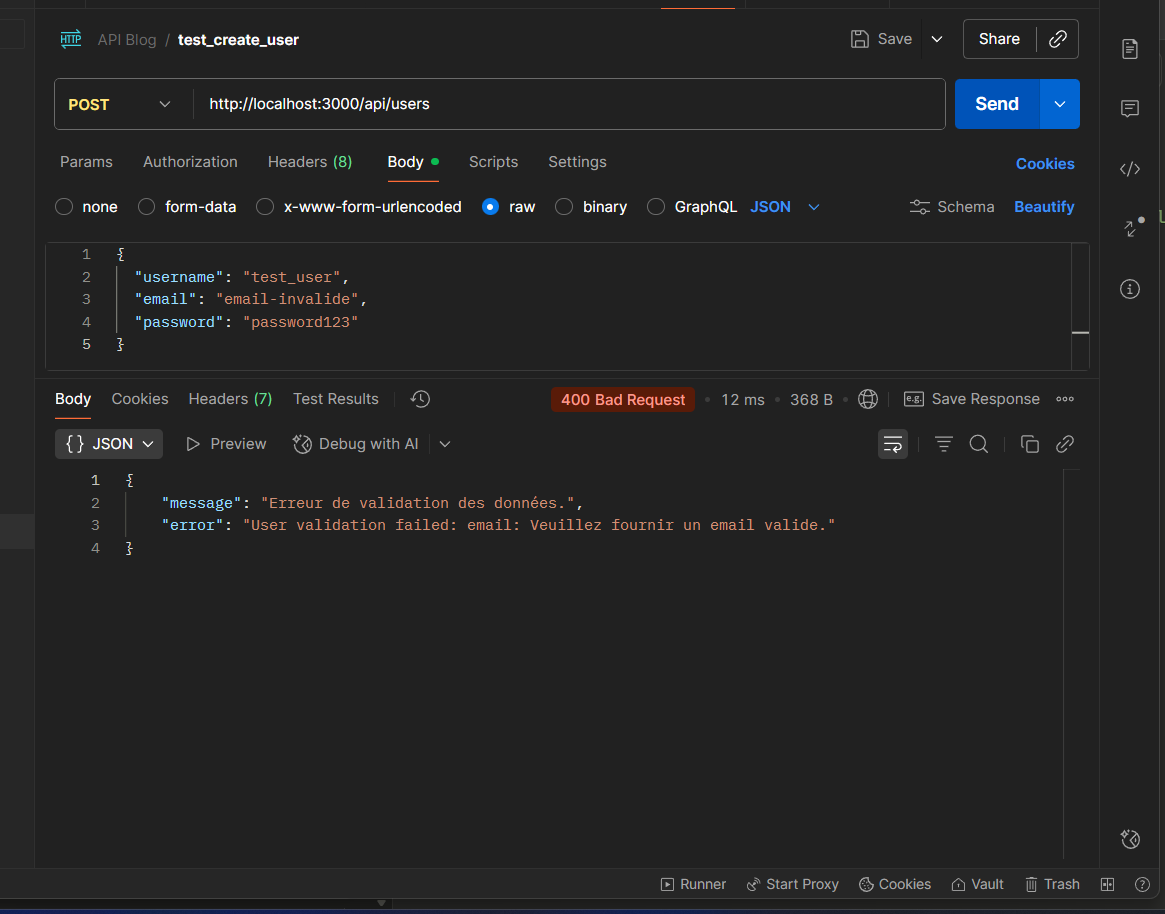 HTTP API Blog / test_create_user Save Share
POST http://localhost:3000/api/users Send
Params Authorization Headers (8) Body Scripts Settings Cookies
none form-data x-www-form-urlencoded raw binary GraphQL JSON Schema Beautify
1 {
2 "username": "test_user",
3 "email": "email-invalide",
4 "password": "password123"
5 }
Body Cookies Headers (7) Test Results 400 Bad Request • 12 ms • 368 B • e.g. Save Response
{} JSON Preview Debug with AI
1 {
2 "message": "Erreur de validation des données.",
3 "error": "User validation failed: email: Veuillez fournir un email valide."
4 }
Runner Start Proxy Cookies Vault Trash